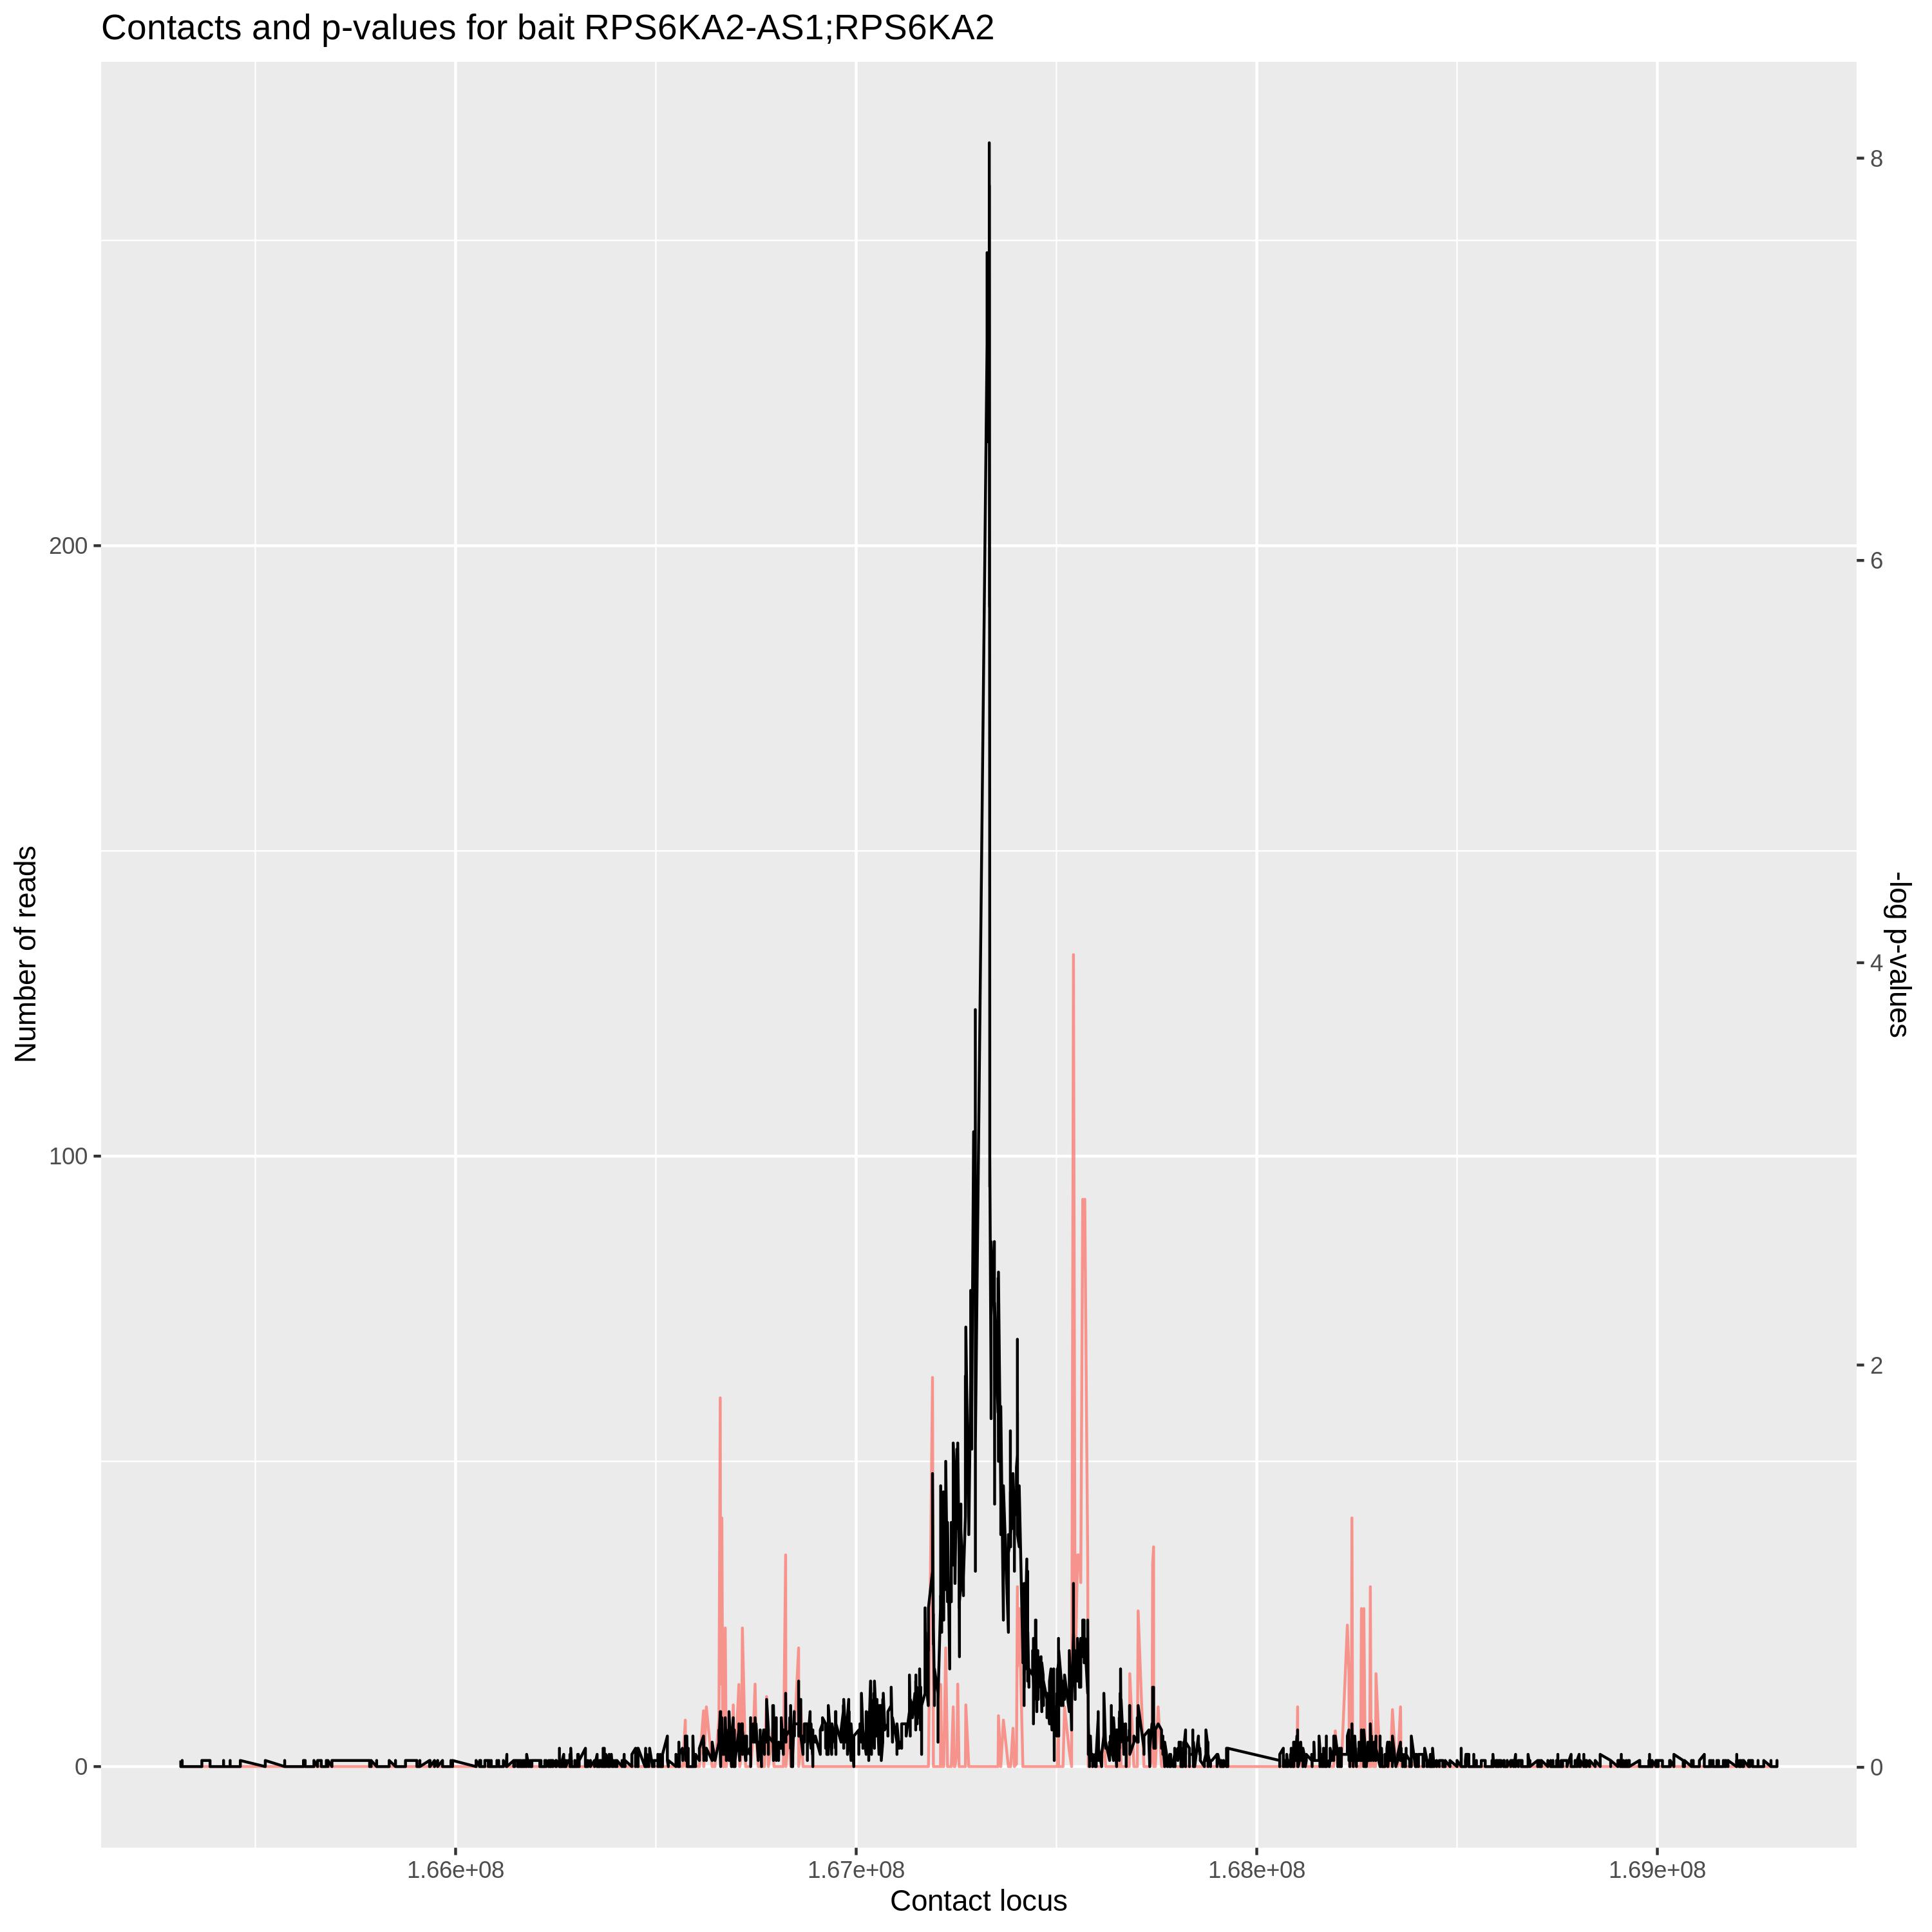 Contacts and p-values for bait RPS6KA2-AS1;RPS6KA2
8
200
6
Number of reads
-log p-values
4
100
2
0
0
1.66e+08
1.67e+08
1.68e+08
1.69e+08
Contact locus